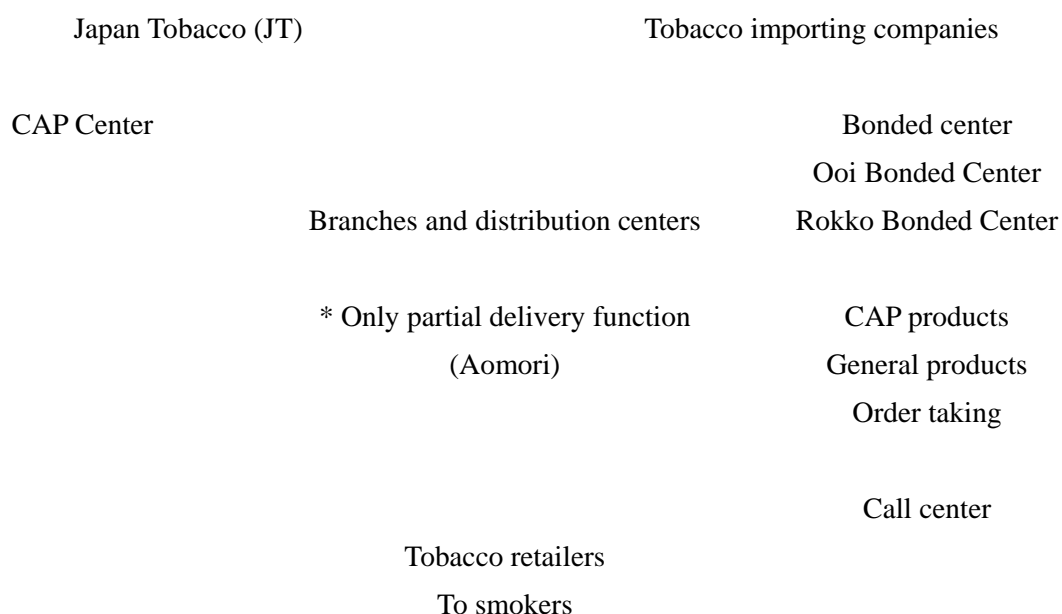 Japan Tobacco (JT) Tobacco importing companies
CAP Center Bonded center
Ooi Bonded Center
Branches and distribution centers Rokko Bonded Center
* Only partial delivery function CAP products
(Aomori) General products
Order taking
Call center
Tobacco retailers
To smokers